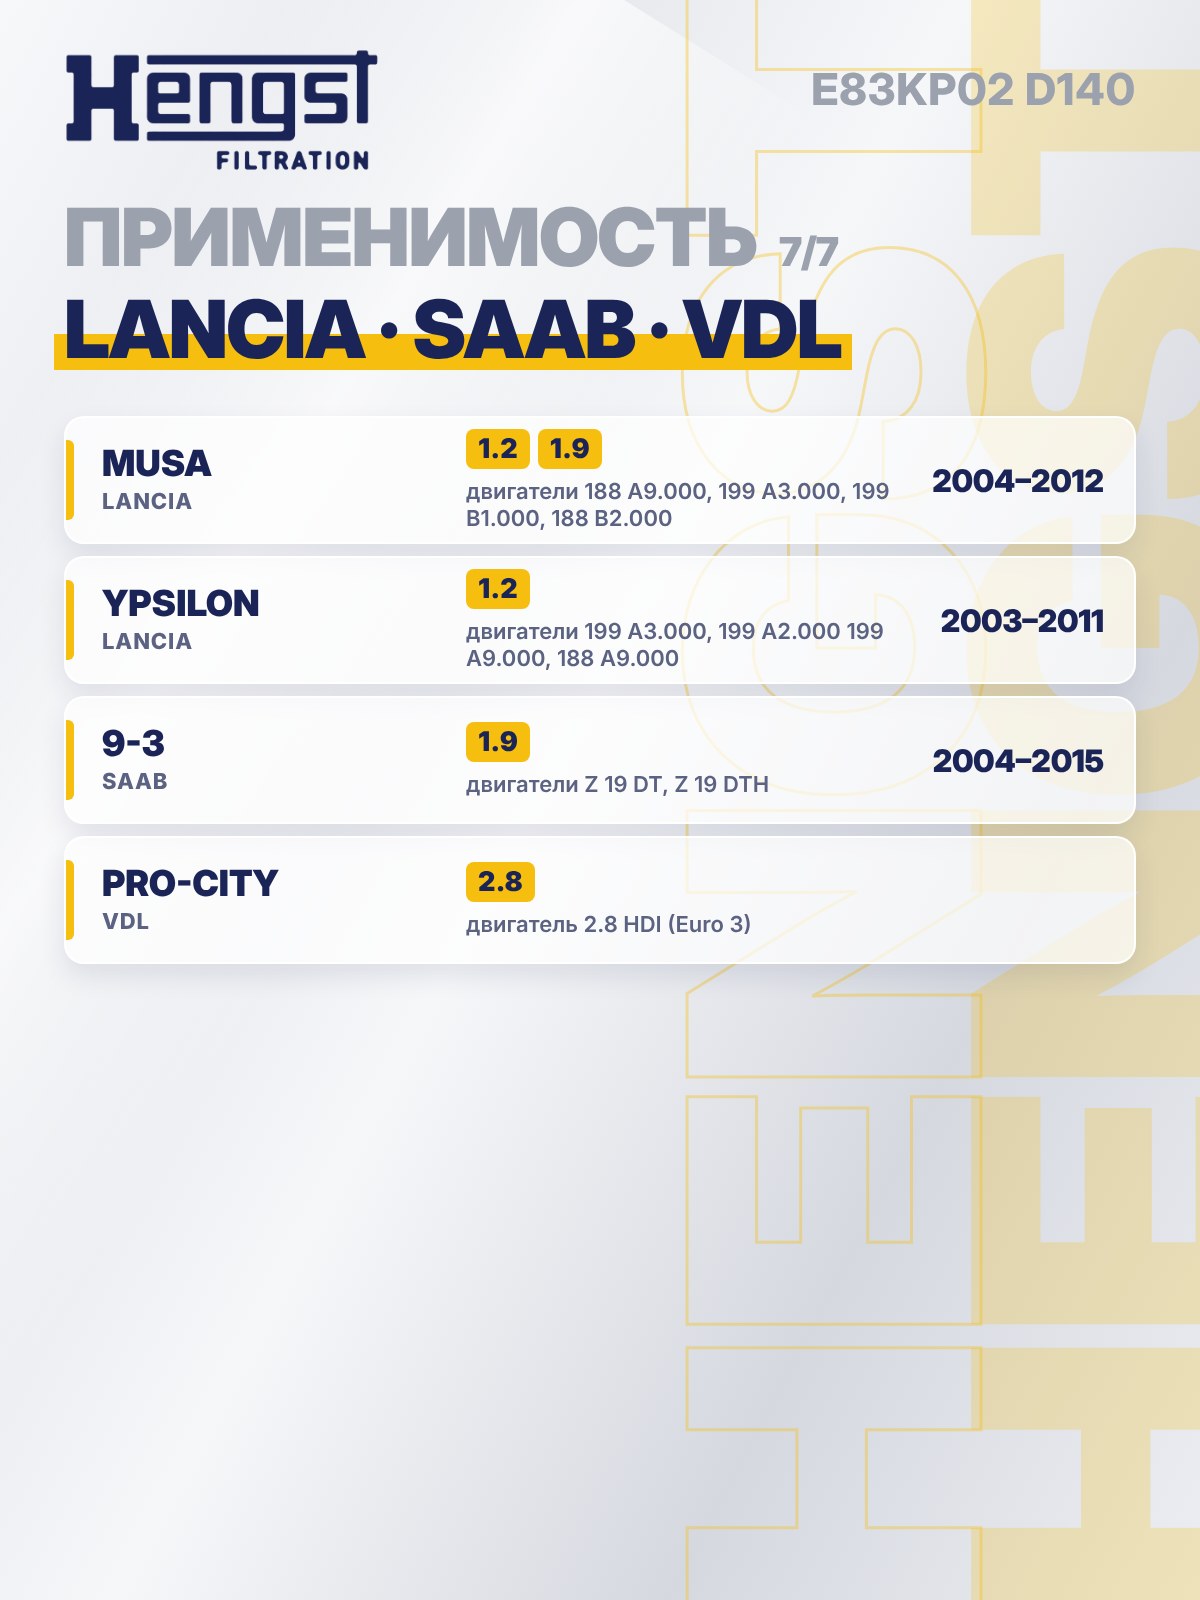 Hengst
FILTRATION
E83KP02 D140
ПРИМЕНИМОСТЬ 7/7
LANCIA · SAAB · VDL
MUSA
LANCIA
1.2 1.9
двигатели 188 A9.000, 199 A3.000, 199
B1.000, 188 B2.000
2004–2012
YPSILON
LANCIA
1.2
двигатели 199 A3.000, 199 A2.000 199
A9.000, 188 A9.000
2003–2011
9-3
SAAB
1.9
двигатели Z 19 DT, Z 19 DTH
2004–2015
PRO-CITY
VDL
2.8
двигатель 2.8 HDI (Euro 3)
HENGST
HENGST